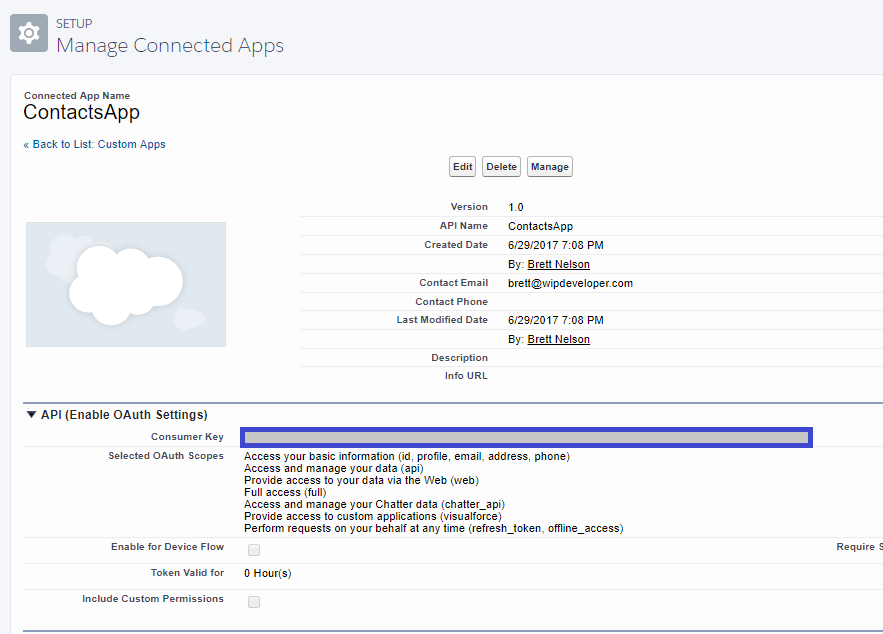 SETUP
Manage Connected Apps
Connected App Name
ContactsApp
« Back to List: Custom Apps
Edit Delete Manage
Version 1.0
API Name ContactsApp
Created Date 6/29/2017 7:08 PM
By: Brett Nelson
Contact Email brett@wipdeveloper.com
Contact Phone
Last Modified Date 6/29/2017 7:08 PM
By: Brett Nelson
Description
Info URL
API (Enable OAuth Settings)
Consumer Key
Selected OAuth Scopes Access your basic information (id, profile, email, address, phone)
Access and manage your data (api)
Provide access to your data via the Web (web)
Full access (full)
Access and manage your Chatter data (chatter_api)
Provide access to custom applications (visualforce)
Perform requests on your behalf at any time (refresh_token, offline_access)
Enable for Device Flow Require S
Token Valid for 0 Hour(s)
Include Custom Permissions